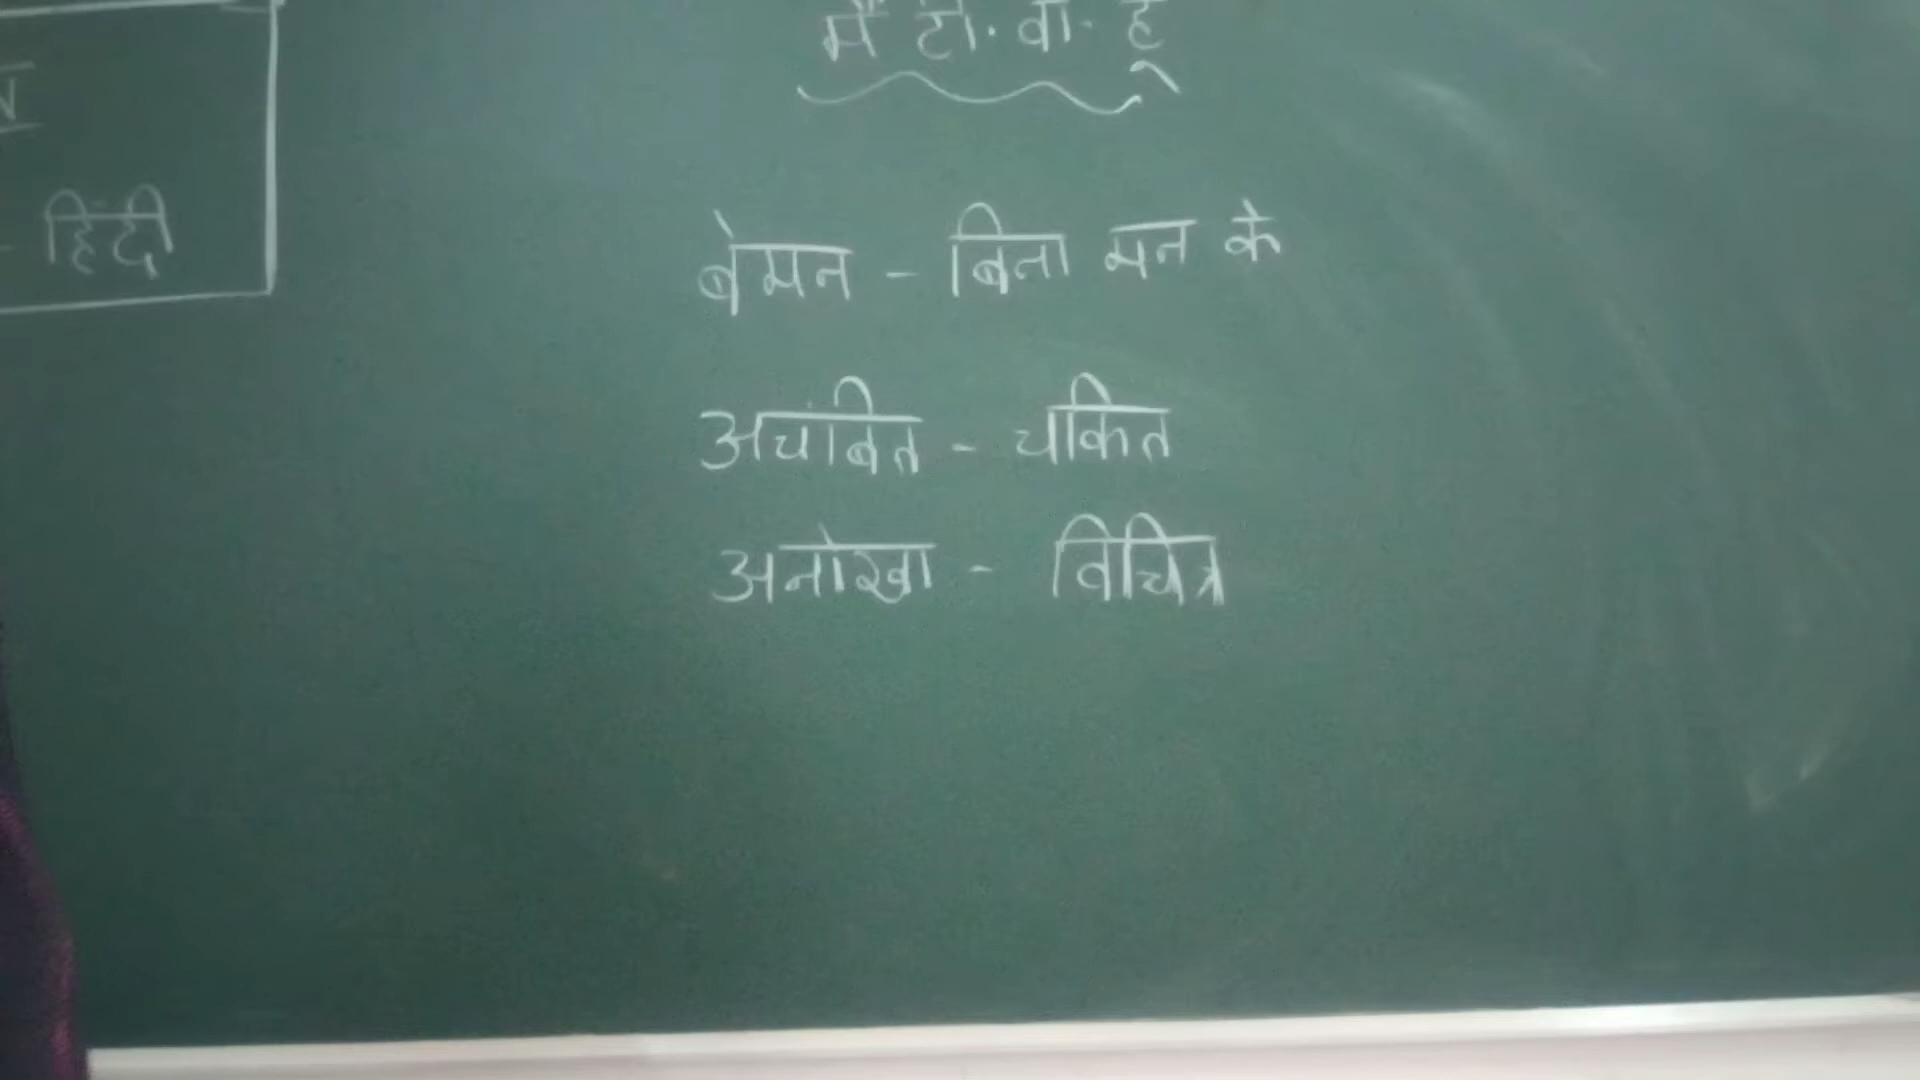 मैं टी. वी. हूँ
हिंदी
बेमन - बिना मन के
अचंबित - चकित
अनोखा - विचित्र